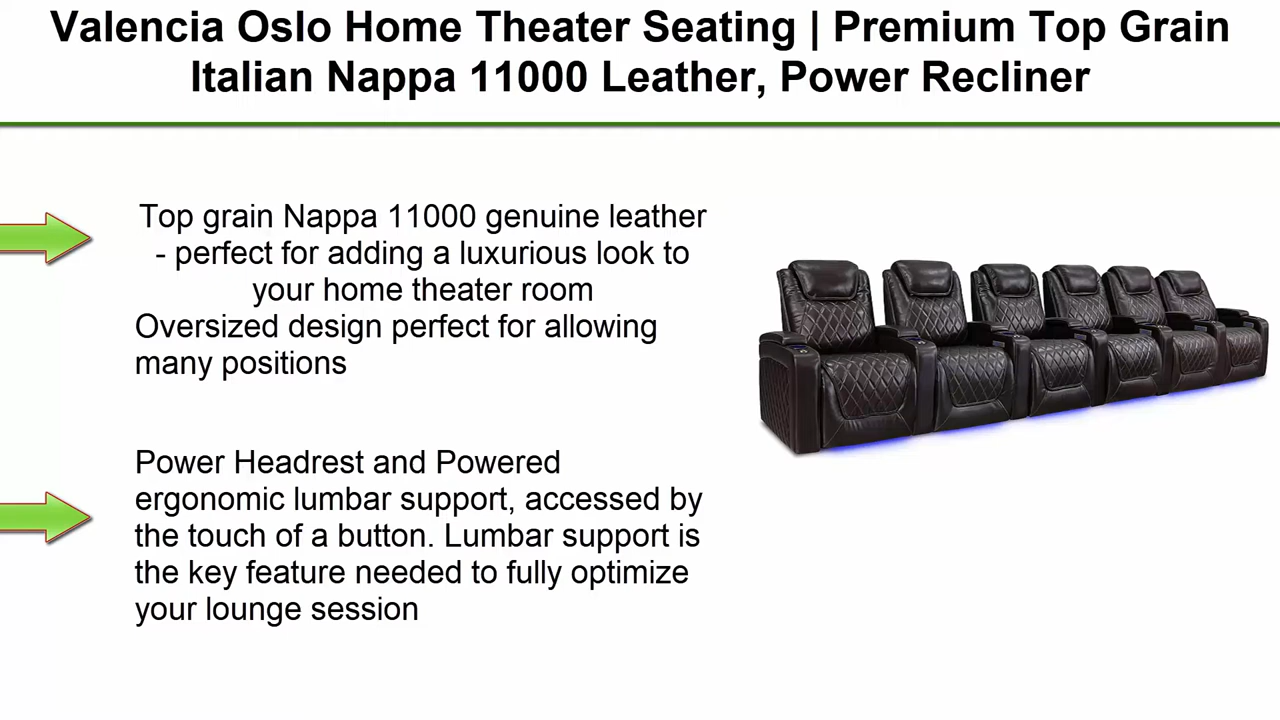 Valencia Oslo Home Theater Seating | Premium Top Grain
Italian Nappa 11000 Leather, Power Recliner
Top grain Nappa 11000 genuine leather
- perfect for adding a luxurious look to
your home theater room
Oversized design perfect for allowing
many positions
Power Headrest and Powered
ergonomic lumbar support, accessed by
the touch of a button. Lumbar support is
the key feature needed to fully optimize
your lounge session